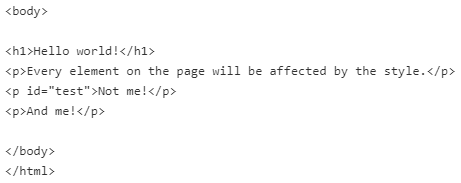 <body>
<h1>Hello world!</h1>
<p>Every element on the page will be affected by the style.</p>
<p id="test">Not me!</p>
<p>And me!</p>
</body>
</html>